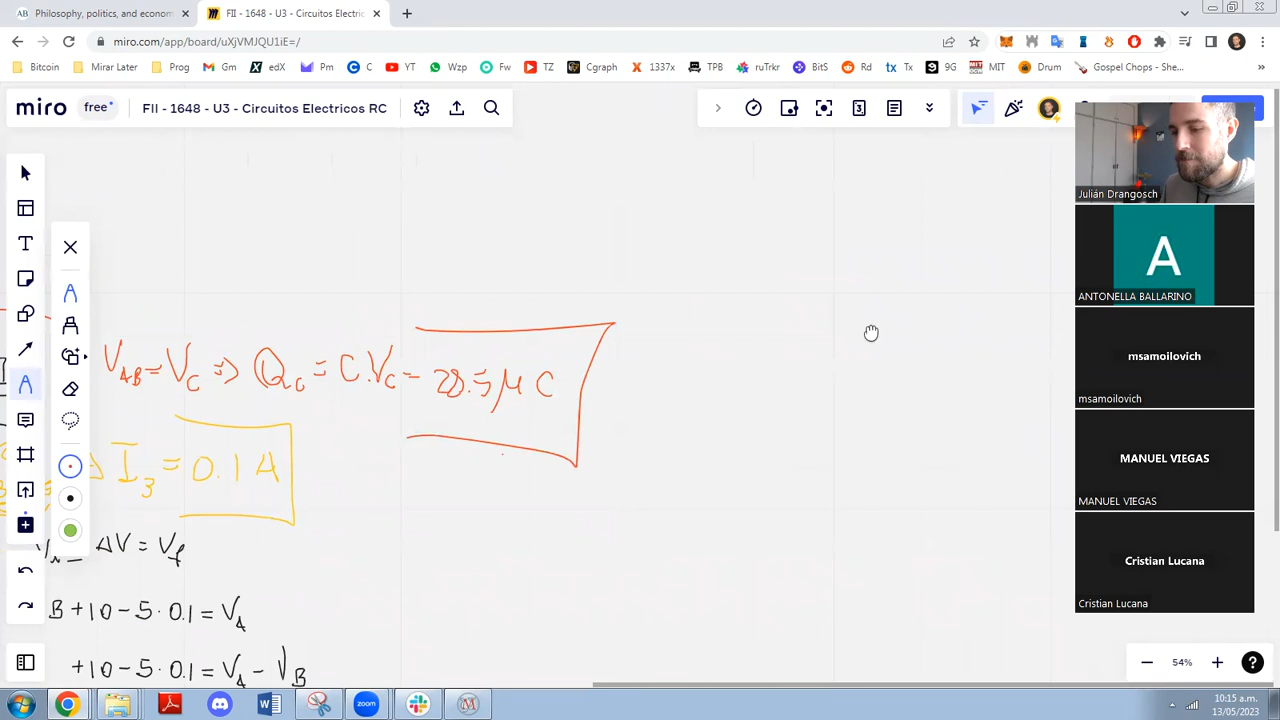 Philosophy, politics, and econom
FII - 1648 - U3 - Circuitos Electric
miro.com/app/board/uXjVMJQU1iE=/
Bitcoin
Mirar Later
Prog
Gm
edX
Pm
C
YT
Wzp
Fw
TZ
Cgraph
1337x
TPB
ruTrkr
BitS
Rd
Tx
9G
MIT
Drum
Gospel Chops - She...
miro free FII - 1648 - U3 - Circuitos Electricos RC
Julián Drangosch
A
ANTONELLA BALLARINO
msamoilovich
msamoilovich
MANUEL VIEGAS
MANUEL VIEGAS
Cristian Lucana
Cristian Lucana
V_AB = V_C => Q_C = C.V_C = 28.5 μ C
I_3 = 0.1 A
ΔV = V_f
B + 10 - 5 · 0.1 = V_A
+10 - 5 · 0.1 = V_A - V_B
54%
zoom
10:15 a.m.
13/05/2023